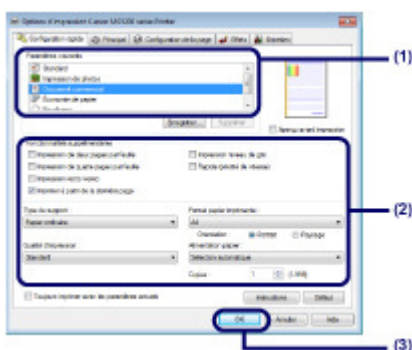 Options d'impression Canon MG5200 series Printer
Configuration rapide Principal Configuration de la page Effets
Paramètres courants
Standard
Impression de photos
Document commercial
Économie de papier
Enveloppe
Enregistrer... Supprimer
Aperçu avant impression
Fonctionnalités supplémentaires
Impression de deux pages par feuille
Impression de quatre pages par feuille
Impression recto verso
Imprimer à partir de la dernière page
Impression niveau de gris
Rapide (priorité de vitesse)
Type du support :
Papier ordinaire
Format papier imprimante :
A4
Orientation : Portrait Paysage
Qualité d'impression :
Standard
Alimentation papier :
Sélection automatique
Copies : 1 (1-999)
Toujours imprimer avec les paramètres actuels
Instructions Défaut
OK Annuler Aide
(1)
(2)
(3)